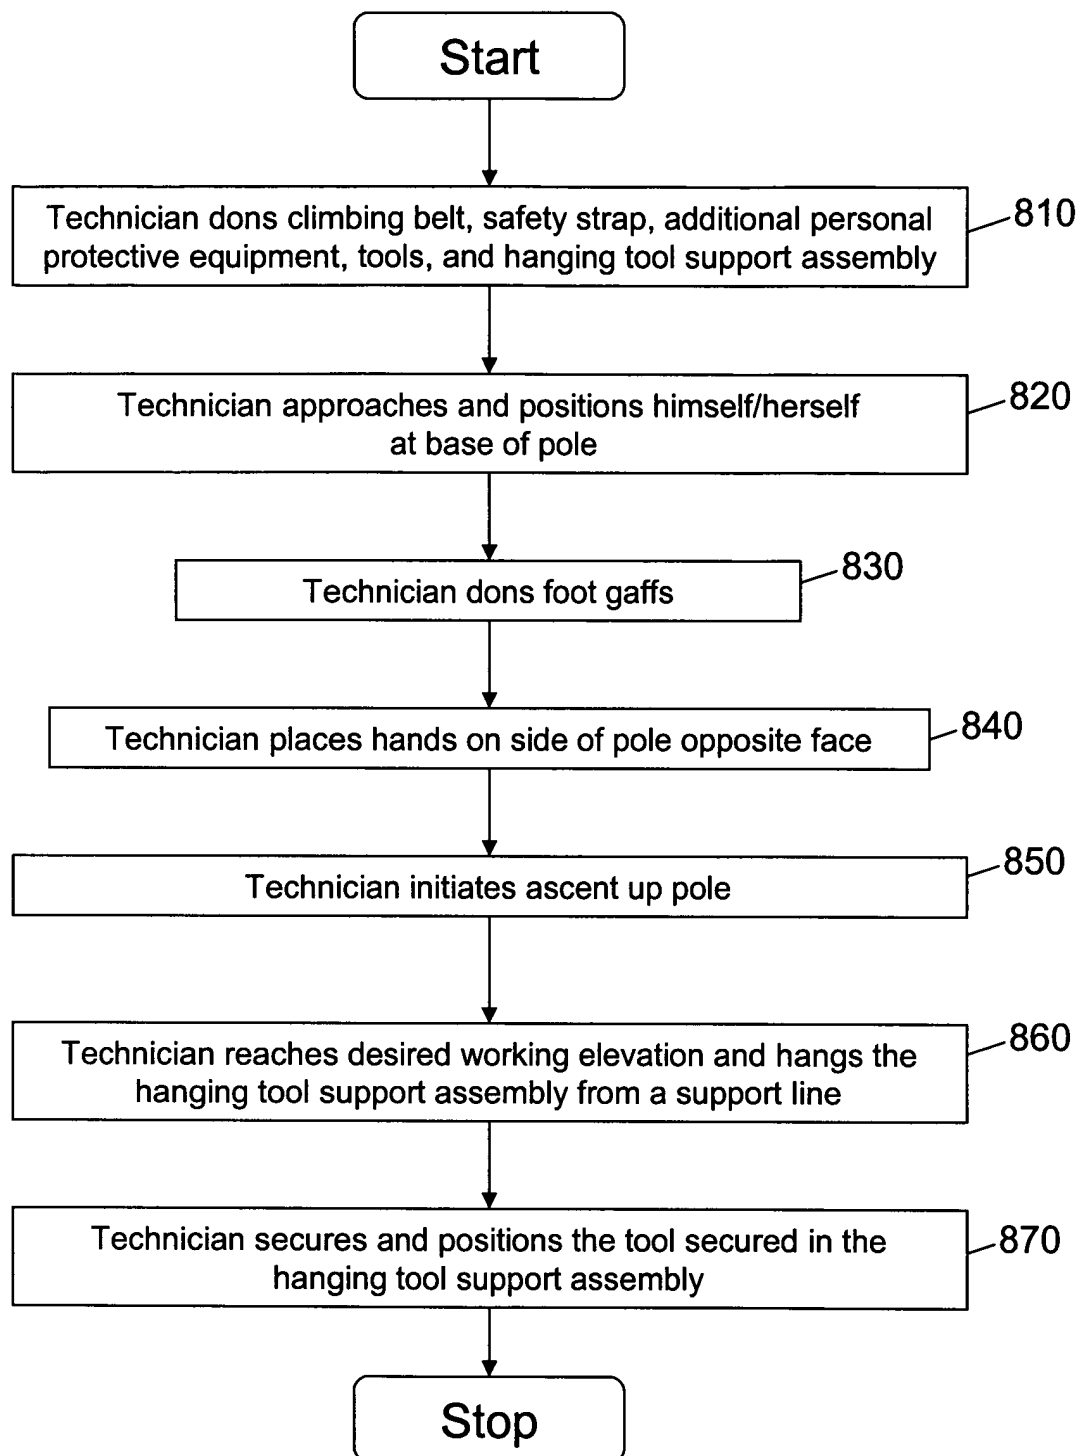 Start
Technician dons climbing belt, safety strap, additional personal
protective equipment, tools, and hanging tool support assembly
810
Technician approaches and positions himself/herself
at base of pole
820
Technician dons foot gaffs
830
Technician places hands on side of pole opposite face
840
Technician initiates ascent up pole
850
Technician reaches desired working elevation and hangs the
hanging tool support assembly from a support line
860
Technician secures and positions the tool secured in the
hanging tool support assembly
870
Stop